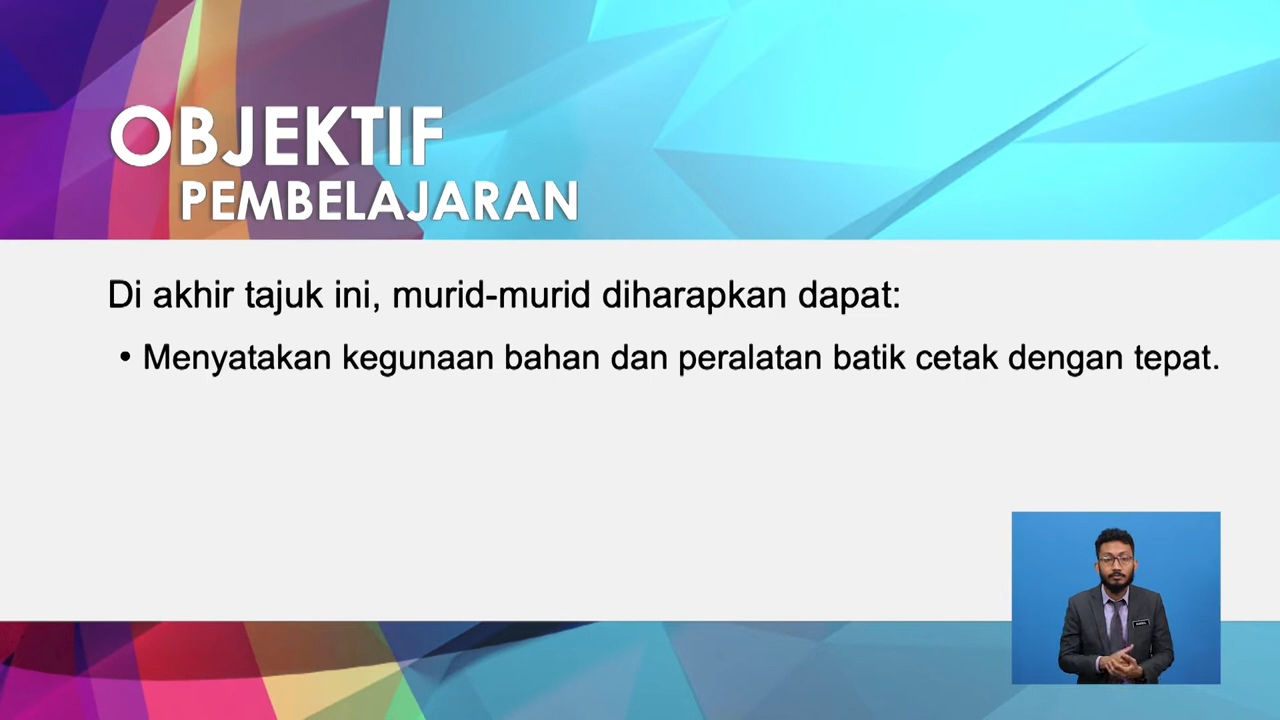 OBJEKTIF
PEMBELAJARAN
Di akhir tajuk ini, murid-murid diharapkan dapat:
• Menyatakan kegunaan bahan dan peralatan batik cetak dengan tepat.